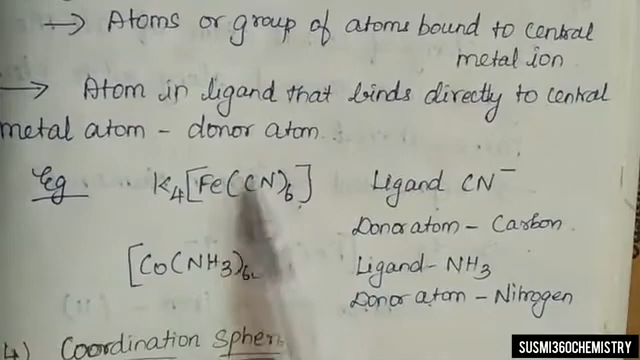 → Atoms or group of atoms bound to central
metal ion
→ Atom in ligand that binds directly to central
metal atom - donor atom.
Eg K₄[Fe(CN)₆] Ligand CN⁻
Donor atom - Carbon
[Co(NH₃)₆ Ligand - NH₃
Donor atom - Nitrogen
4) Coordination Sphere
SUSMI360CHEMISTRY